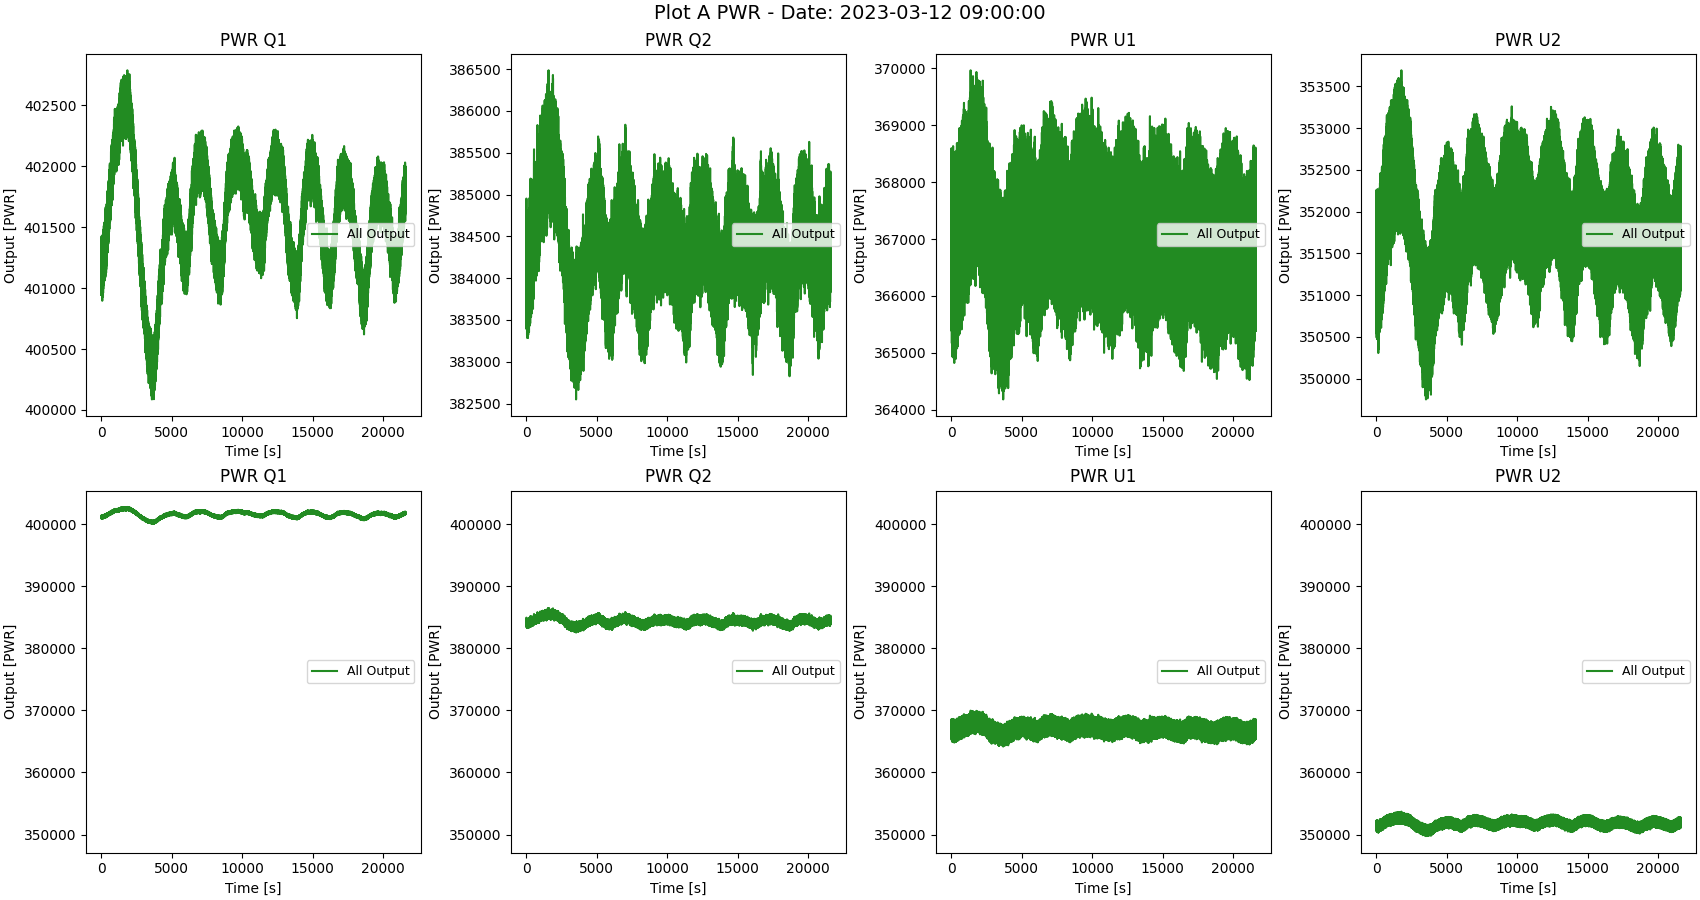 Plot A PWR - Date: 2023-03-12 09:00:00
PWR Q1
PWR Q2
PWR U1
PWR U2
Output [PWR]
402500
402000
401500
401000
400500
400000
All Output
0 5000 10000 15000 20000
Time [s]
Output [PWR]
386500
386000
385500
385000
384500
384000
383500
383000
382500
All Output
0 5000 10000 15000 20000
Time [s]
Output [PWR]
370000
369000
368000
367000
366000
365000
364000
All Output
0 5000 10000 15000 20000
Time [s]
Output [PWR]
353500
353000
352500
352000
351500
351000
350500
350000
All Output
0 5000 10000 15000 20000
Time [s]
PWR Q1
PWR Q2
PWR U1
PWR U2
Output [PWR]
400000
390000
380000
370000
360000
350000
All Output
0 5000 10000 15000 20000
Time [s]
Output [PWR]
400000
390000
380000
370000
360000
350000
All Output
0 5000 10000 15000 20000
Time [s]
Output [PWR]
400000
390000
380000
370000
360000
350000
All Output
0 5000 10000 15000 20000
Time [s]
Output [PWR]
400000
390000
380000
370000
360000
350000
All Output
0 5000 10000 15000 20000
Time [s]